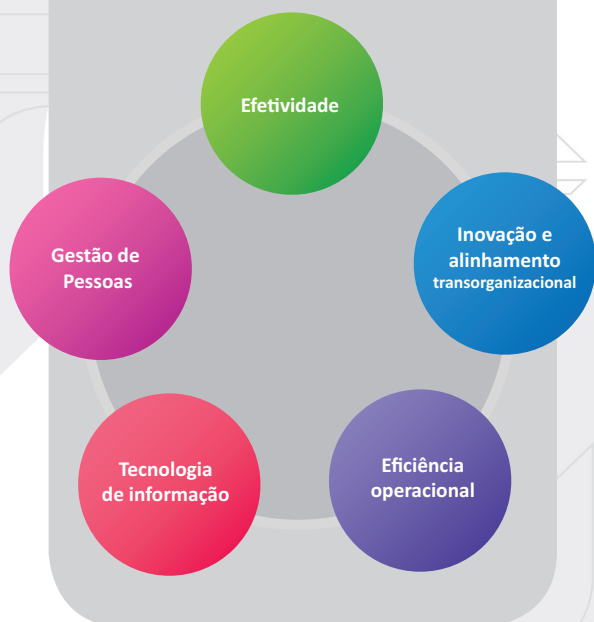 Efetividade
Inovação e
alinhamento
transorganizacional
Gestão de
Pessoas
Eficiência
operacional
Tecnologia
de informação